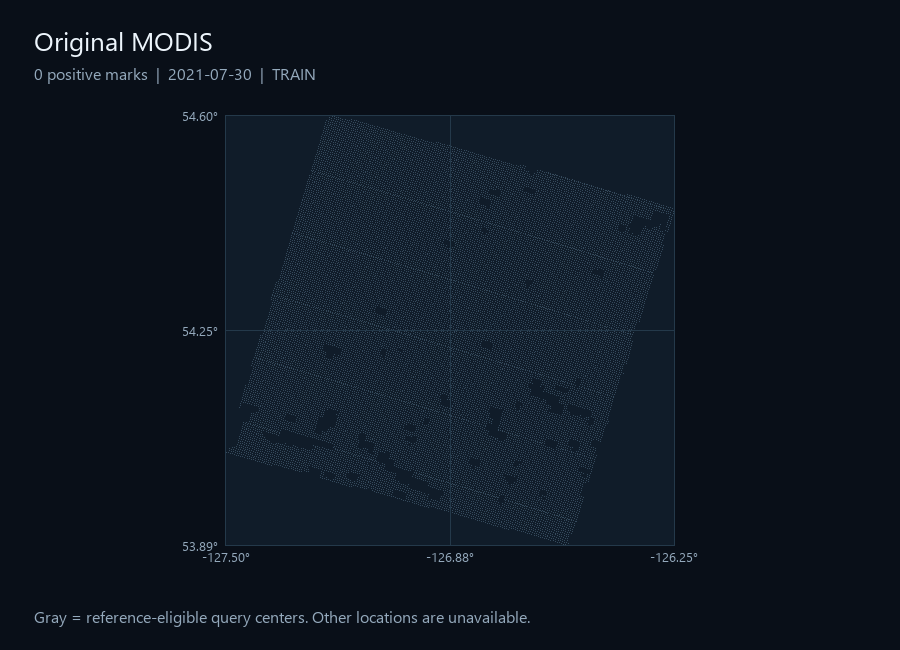 Original MODIS
0 positive marks | 2021-07-30 | TRAIN
54.60°
54.25°
53.89°
-127.50°
-126.88°
-126.25°
Gray = reference-eligible query centers. Other locations are unavailable.